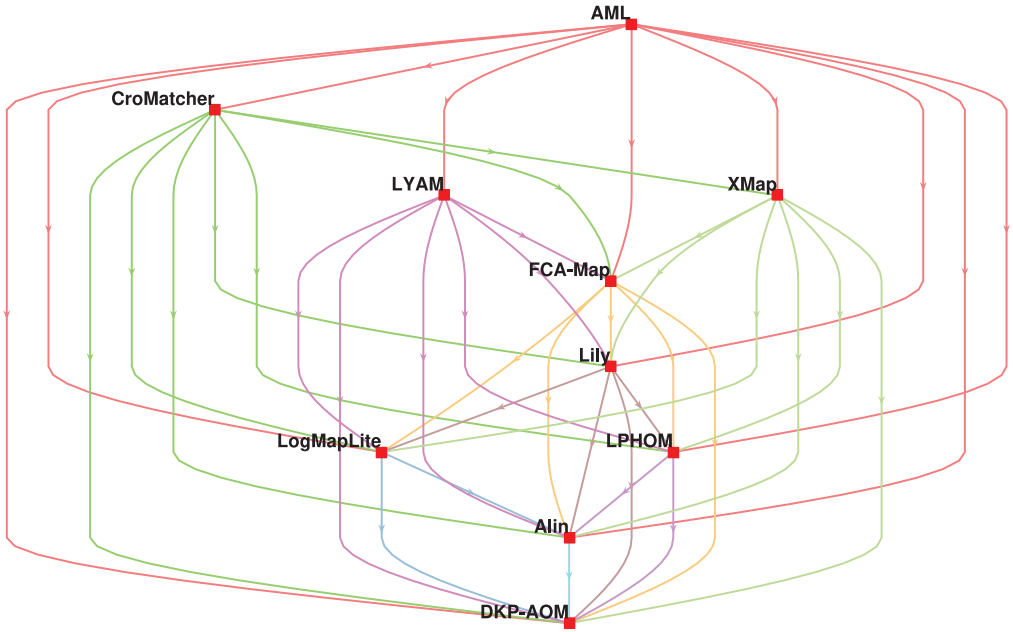 AML
CroMatcher
LYAM
XMap
FCA-Map
Lily
LogMapLite
LPHOM
Alin
DKP-AOM